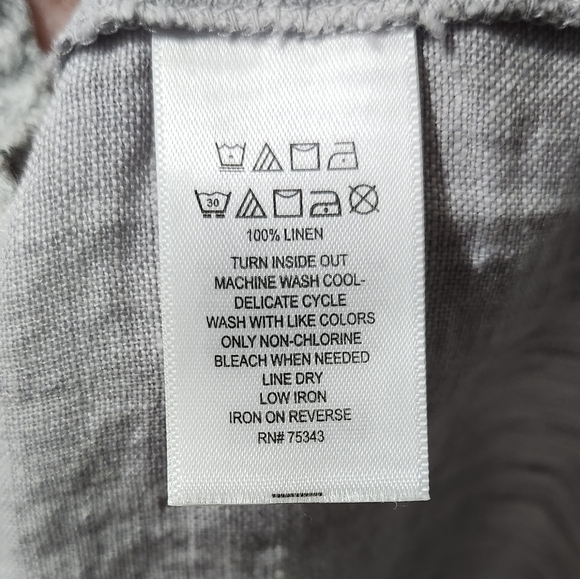 30
100% LINEN
TURN INSIDE OUT
MACHINE WASH COOL-
DELICATE CYCLE
WASH WITH LIKE COLORS
ONLY NON-CHLORINE
BLEACH WHEN NEEDED
LINE DRY
LOW IRON
IRON ON REVERSE
RN# 75343